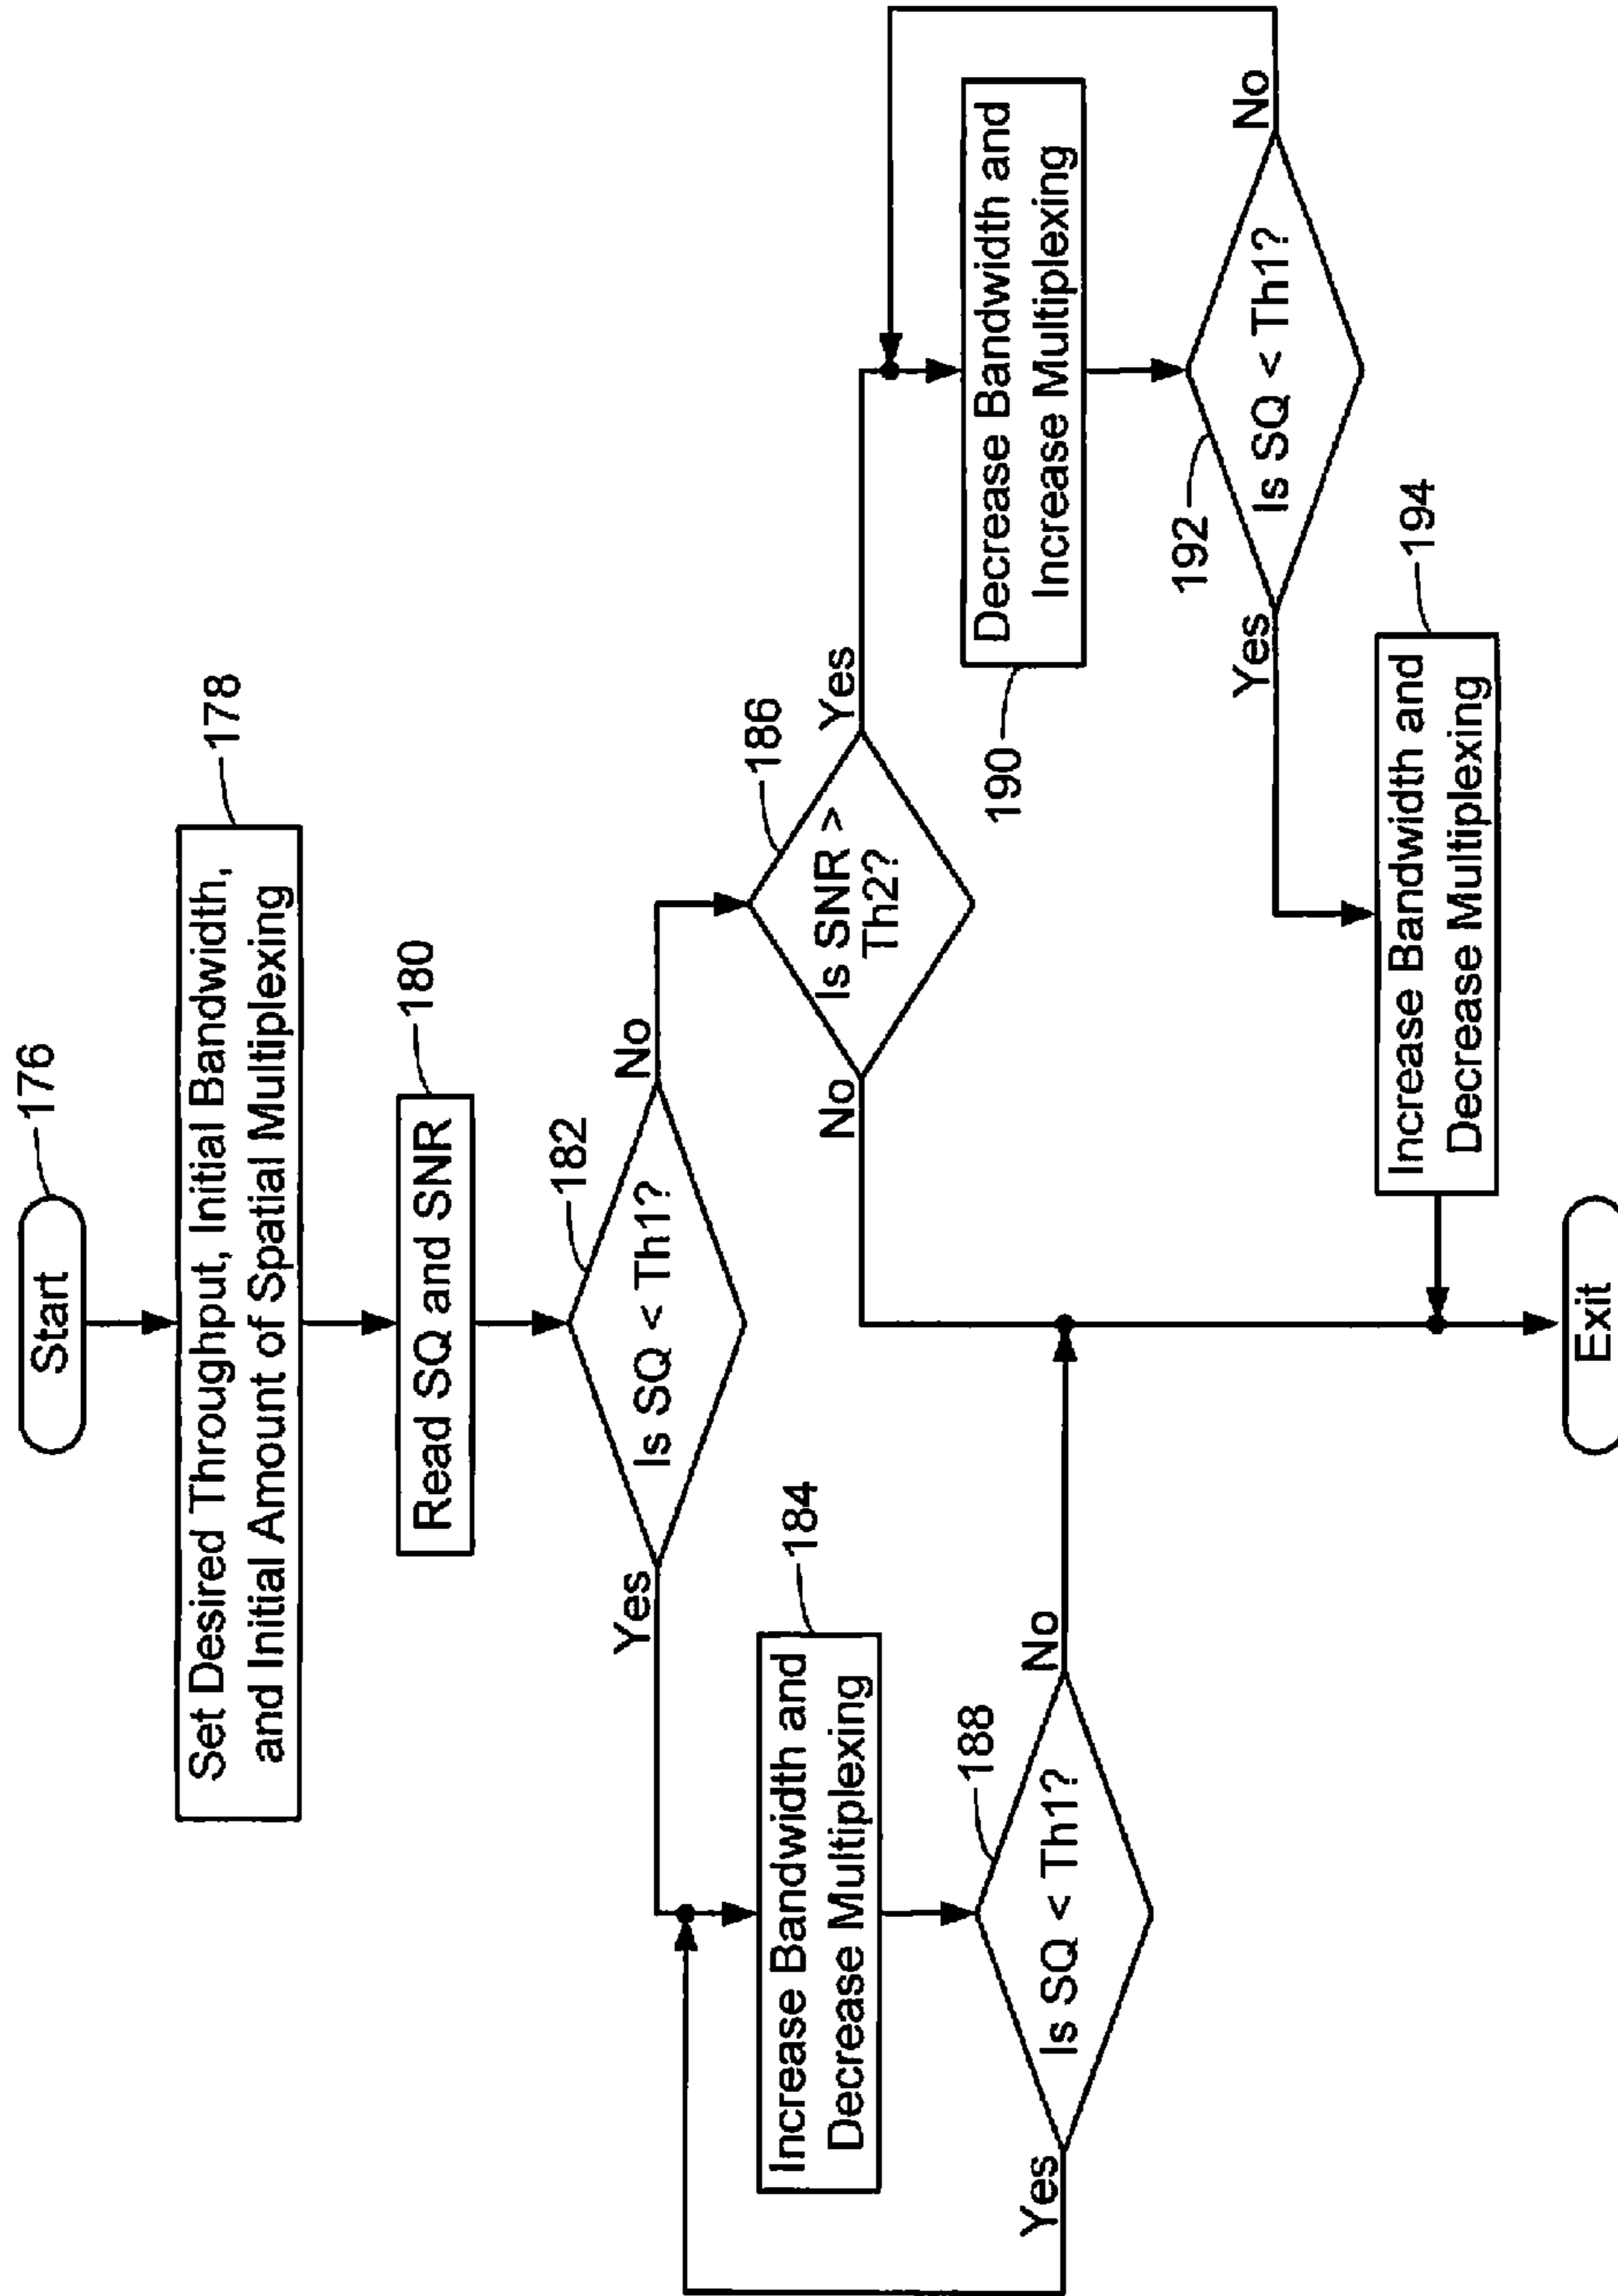 Start
176
178
Set Desired Throughput, Initial Bandwidth,
and Initial Amount of Spatial Multiplexing
180
Read SQ and SNR
182
Is SQ < Th1?
Yes
No
184
Increase Bandwidth and
Decrease Multiplexing
186
Is SNR >
Th2?
No
Yes
188
Is SQ < Th1?
Yes
No
190
Decrease Bandwidth and
Increase Multiplexing
192
Is SQ < Th1?
Yes
No
194
Increase Bandwidth and
Decrease Multiplexing
Exit